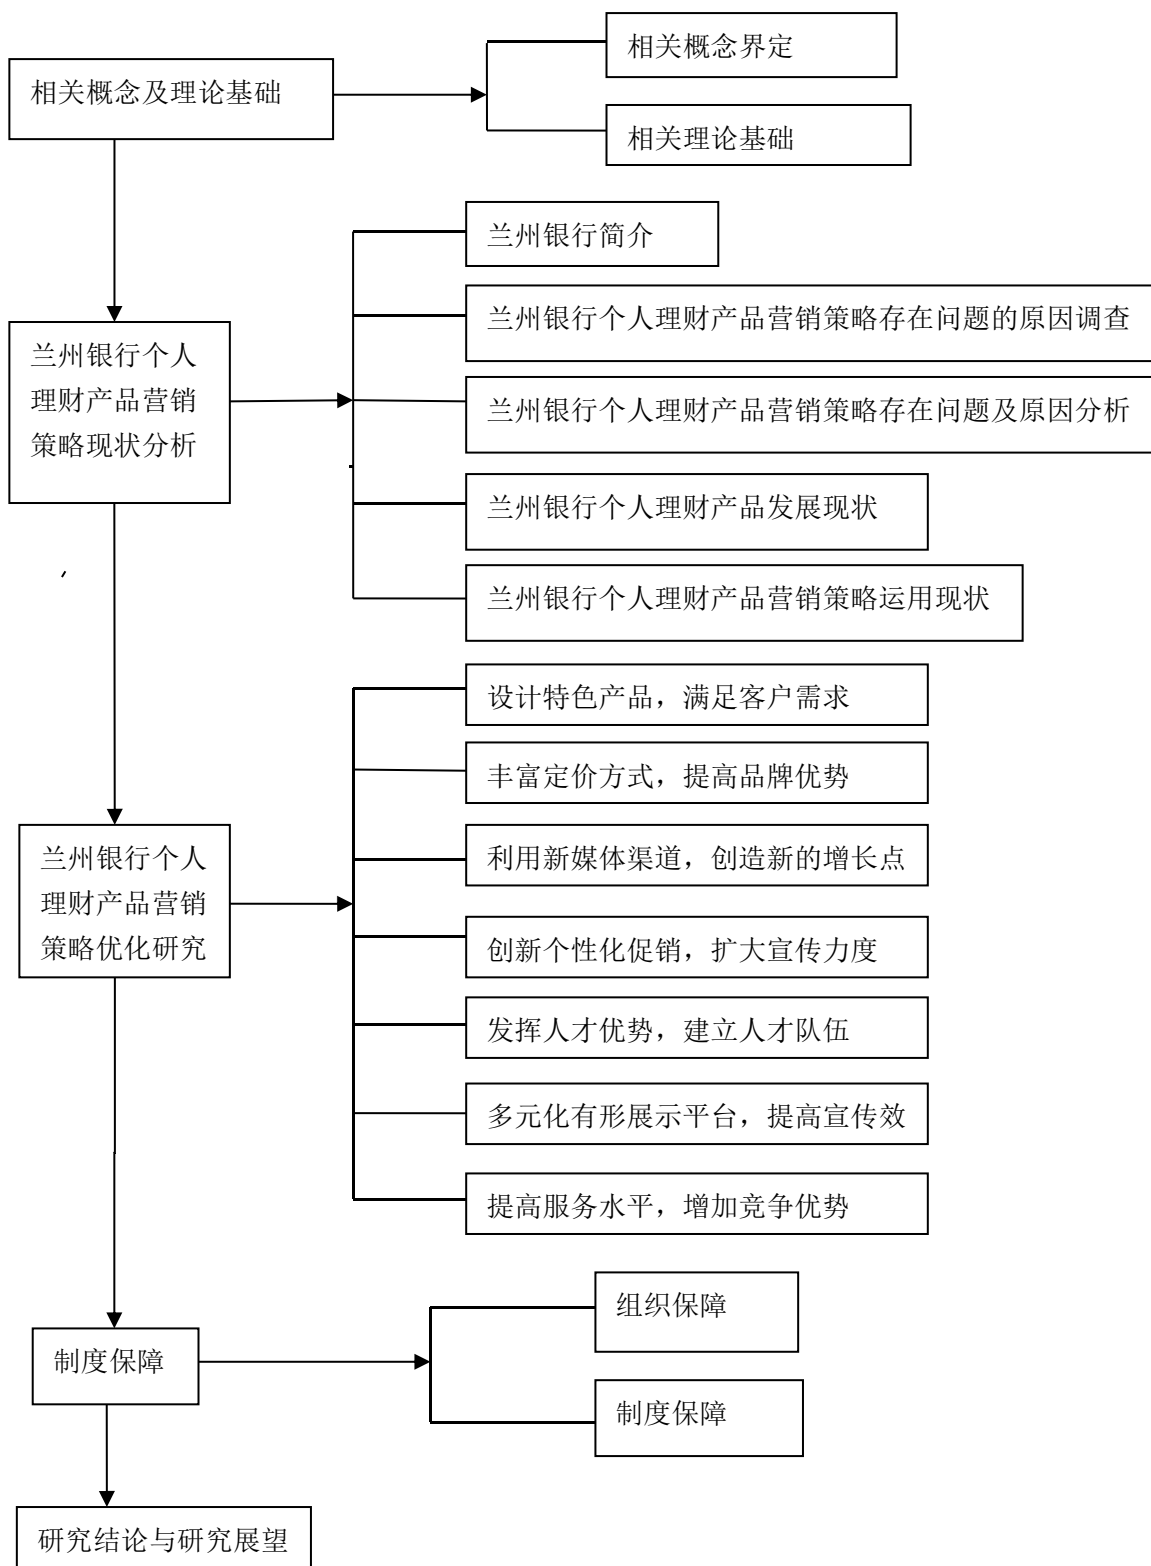 相关概念及理论基础
相关概念界定
相关理论基础
兰州银行个人
理财产品营销
策略现状分析
兰州银行简介
兰州银行个人理财产品营销策略存在问题的原因调查
兰州银行个人理财产品营销策略存在问题及原因分析
兰州银行个人理财产品发展现状
兰州银行个人理财产品营销策略运用现状
兰州银行个人
理财产品营销
策略优化研究
设计特色产品，满足客户需求
丰富定价方式，提高品牌优势
利用新媒体渠道，创造新的增长点
创新个性化促销，扩大宣传力度
发挥人才优势，建立人才队伍
多元化有形展示平台，提高宣传效
提高服务水平，增加竞争优势
制度保障
组织保障
制度保障
研究结论与研究展望